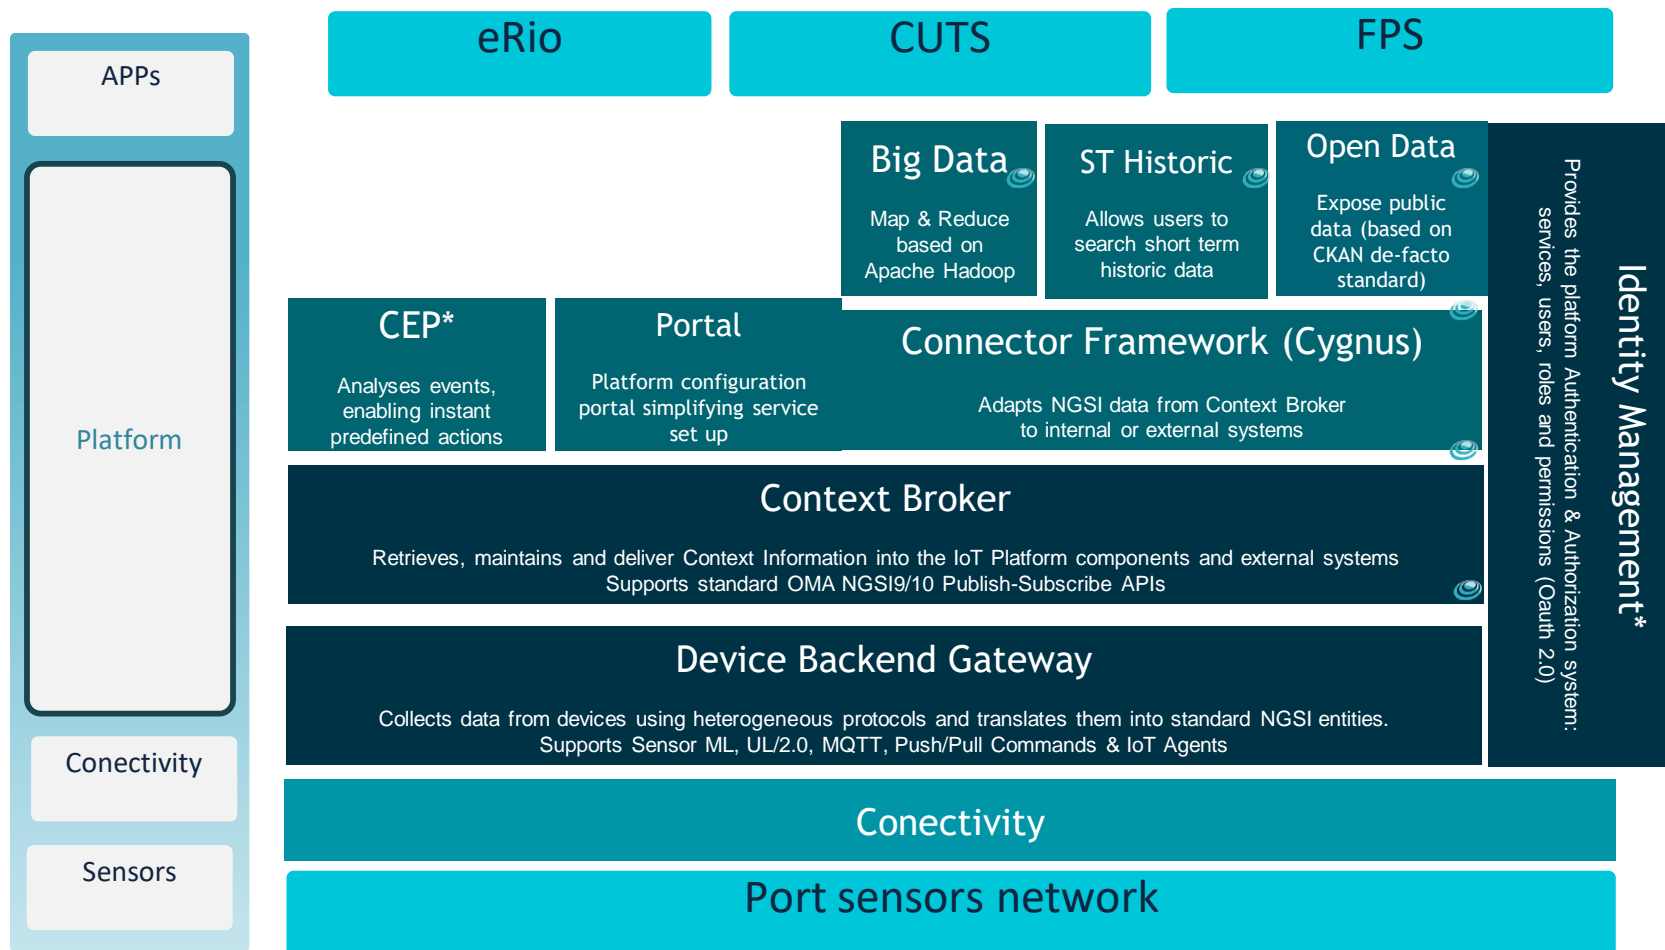 APPs
Platform
Conectivity
Sensors
eRio
CUTS
FPS
Big Data
Map & Reduce
based on
Apache Hadoop
ST Historic
Allows users to
search short term
historic data
Open Data
Expose public
data (based on
CKAN de-facto
standard)
CEP*
Analyses events,
enabling instant
predefined actions
Portal
Platform configuration
portal simplifying service
set up
Connector Framework (Cygnus)
Adapts NGSI data from Context Broker
to internal or external systems
Context Broker
Retrieves, maintains and deliver Context Information into the IoT Platform components and external systems
Supports standard OMA NGSI9/10 Publish-Subscribe APIs
Device Backend Gateway
Collects data from devices using heterogeneous protocols and translates them into standard NGSI entities.
Supports Sensor ML, UL/2.0, MQTT, Push/Pull Commands & IoT Agents
Identity Management*
Provides the platform Authentication & Authorization system:
services, users, roles and permissions (Oauth 2.0)
Conectivity
Port sensors network